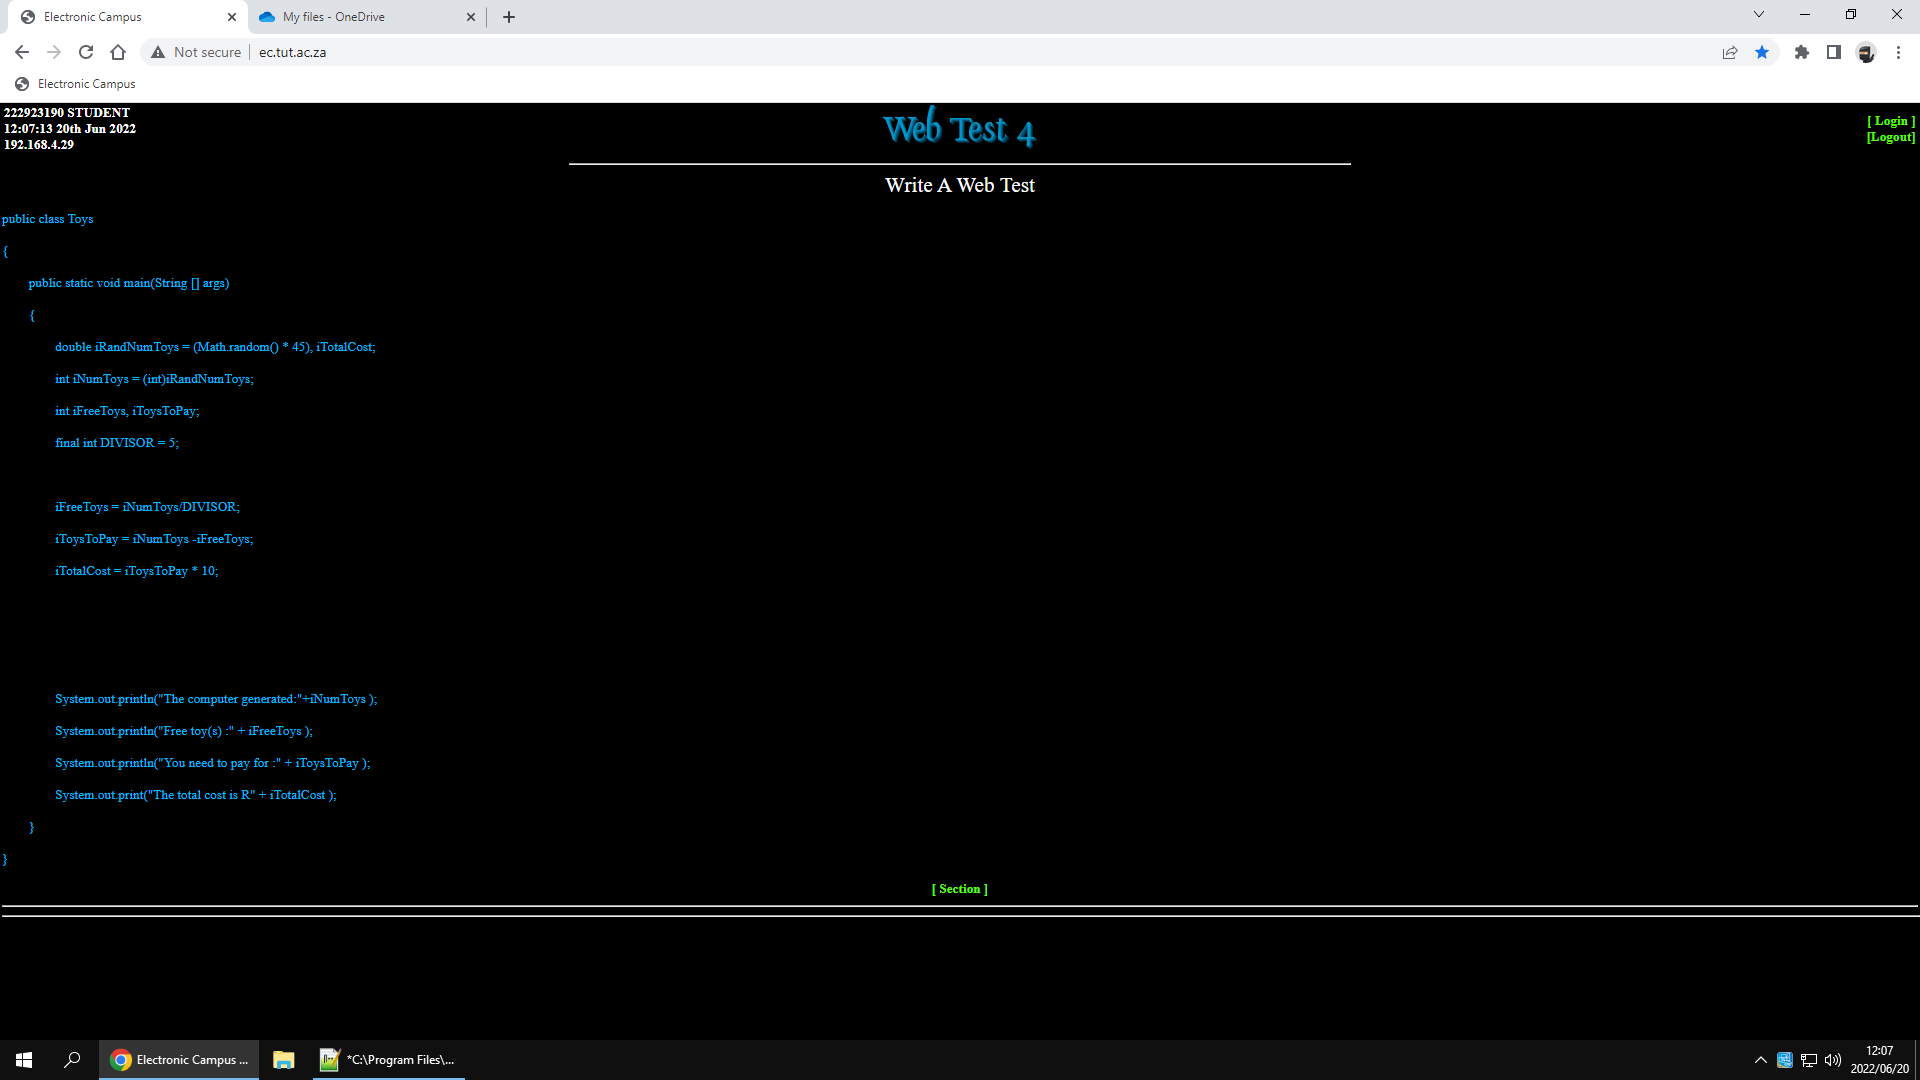 Electronic Campus
My files - OneDrive
Not secure
ec.tut.ac.za
Electronic Campus
222923190 STUDENT
12:07:13 20th Jun 2022
192.168.4.29
Web Test 4
[ Login ]
[Logout]
Write A Web Test
public class Toys
{
public static void main(String [] args)
{
double iRandNumToys = (Math.random() * 45), iTotalCost;
int iNumToys = (int)iRandNumToys;
int iFreeToys, iToysToPay;
final int DIVISOR = 5;
iFreeToys = iNumToys/DIVISOR;
iToysToPay = iNumToys -iFreeToys;
iTotalCost = iToysToPay * 10;
System.out.println("The computer generated:"+iNumToys );
System.out.println("Free toy(s) :" + iFreeToys );
System.out.println("You need to pay for :" + iToysToPay );
System.out.print("The total cost is R" + iTotalCost );
}
}
[ Section ]
Electronic Campus ...
*C:\Program Files\...
12:07
2022/06/20